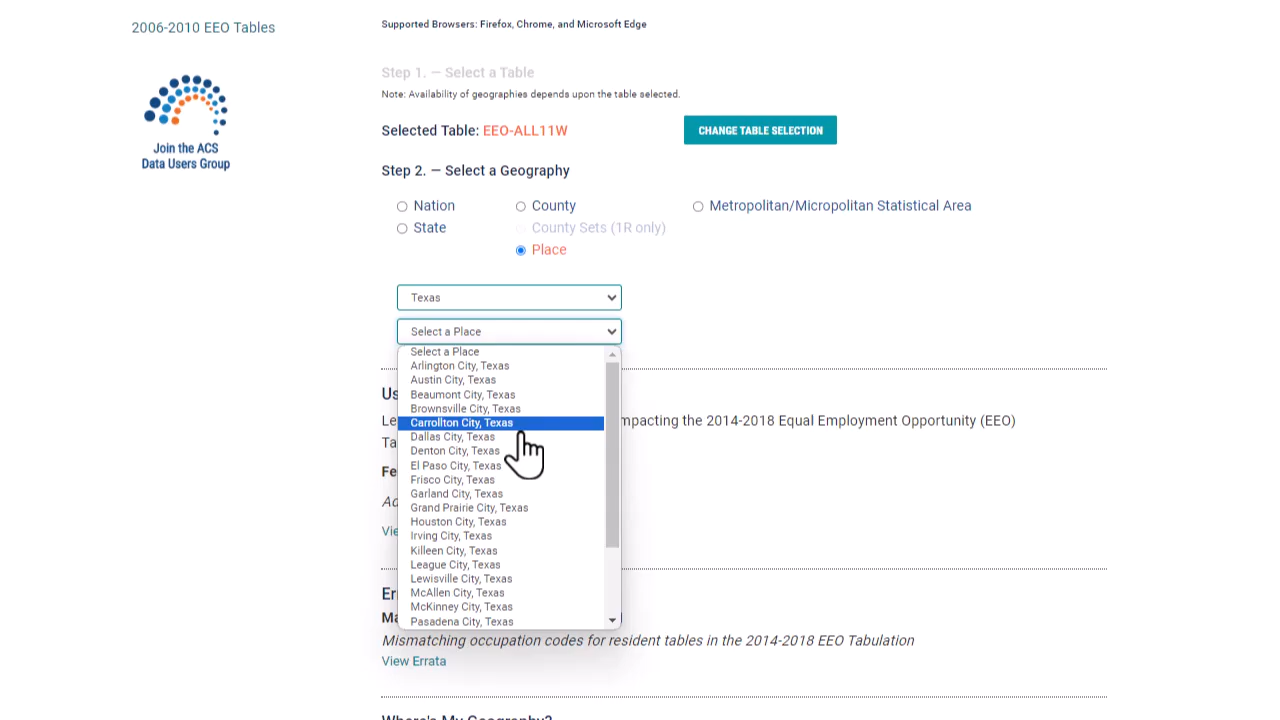 2006-2010 EEO Tables
Join the ACS
Data Users Group
Supported Browsers: Firefox, Chrome, and Microsoft Edge
Step 1. — Select a Table
Note: Availability of geographies depends upon the table selected.
Selected Table: EEO-ALL11W
CHANGE TABLE SELECTION
Step 2. — Select a Geography
Nation
County
Metropolitan/Micropolitan Statistical Area
State
County Sets (1R only)
Place
Texas
Select a Place
Select a Place
Arlington City, Texas
Austin City, Texas
Beaumont City, Texas
Brownsville City, Texas
Carrollton City, Texas
Dallas City, Texas
Denton City, Texas
El Paso City, Texas
Frisco City, Texas
Garland City, Texas
Grand Prairie City, Texas
Houston City, Texas
Irving City, Texas
Killeen City, Texas
League City, Texas
Lewisville City, Texas
McAllen City, Texas
McKinney City, Texas
Pasadena City, Texas
mpacting the 2014-2018 Equal Employment Opportunity (EEO)
Mismatching occupation codes for resident tables in the 2014-2018 EEO Tabulation
View Errata
Where's My Geography?